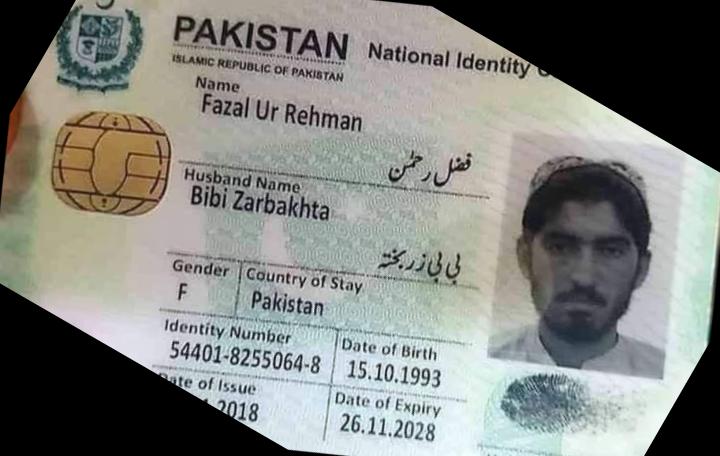 PAKISTAN National Identity
ISLAMIC REPUBLIC OF PAKISTAN
Name
Fazal Ur Rehman
فضل رحمٰن
Husband Name
Bibi Zarbakhta
بی بی زربختہ
Gender Country of Stay
F Pakistan
Identity Number Date of Birth
54401-8255064-8 15.10.1993
Date of Issue Date of Expiry
2018 26.11.2028